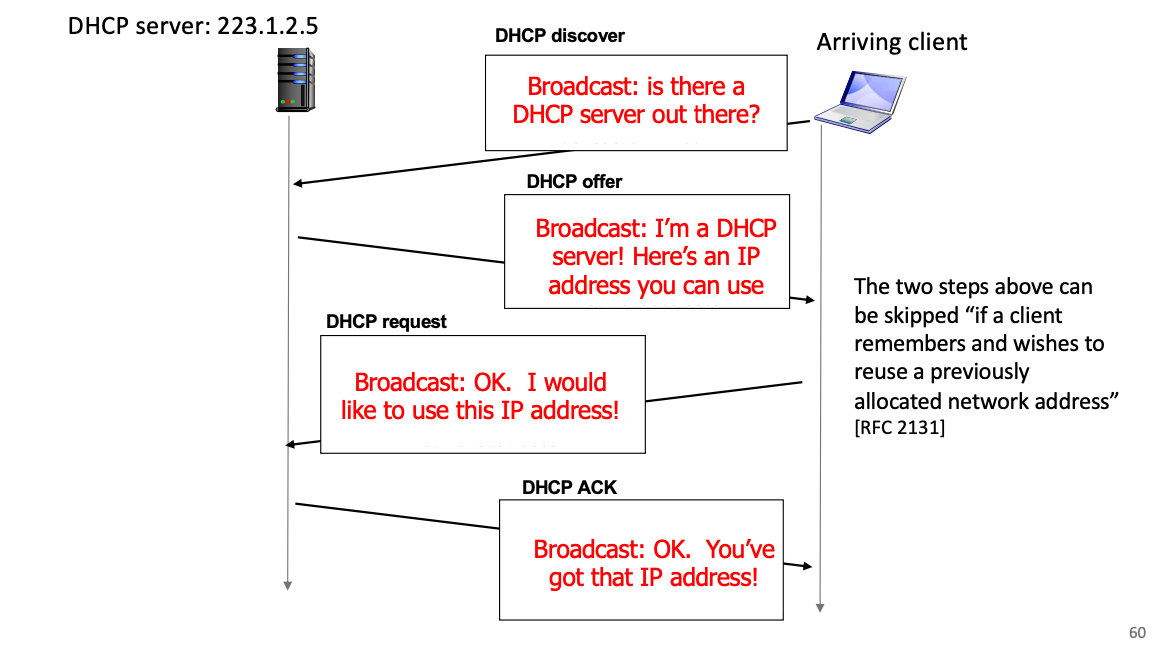 DHCP server: 223.1.2.5
DHCP discover
Arriving client
Broadcast: is there a
DHCP server out there?
DHCP offer
Broadcast: I’m a DHCP
server! Here’s an IP
address you can use
The two steps above can
be skipped “if a client
remembers and wishes to
reuse a previously
allocated network address”
[RFC 2131]
DHCP request
Broadcast: OK.  I would
like to use this IP address!
DHCP ACK
Broadcast: OK.  You’ve
got that IP address!
60